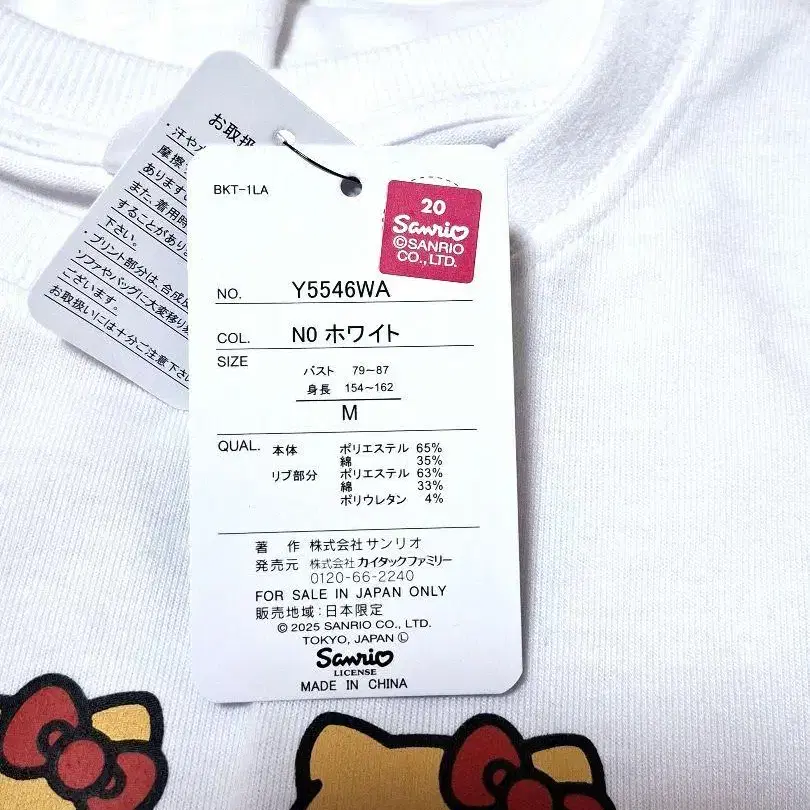 お取扱
・汗や
摩擦
ありますの
また、着用時
することがあり
下さい。
・プリント部分は、合成皮
ソファやバッグに大変移り
ございます。
お取扱いには十分ご注意下さい
BKT-1LA
20
Sanrio
©SANRIO
CO., LTD.
NO. Y5546WA
COL. N0 ホワイト
SIZE
バスト 79~87
身長 154~162
M
QUAL. 本体 ポリエステル 65%
綿 35%
リブ部分 ポリエステル 63%
綿 33%
ポリウレタン 4%
著 作 株式会社サンリオ
発売元 株式会社カイタックファミリー
0120-66-2240
FOR SALE IN JAPAN ONLY
販売地域:日本限定
© 2025 SANRIO CO., LTD.
TOKYO, JAPAN Ⓛ
Sanrio
LICENSE
MADE IN CHINA